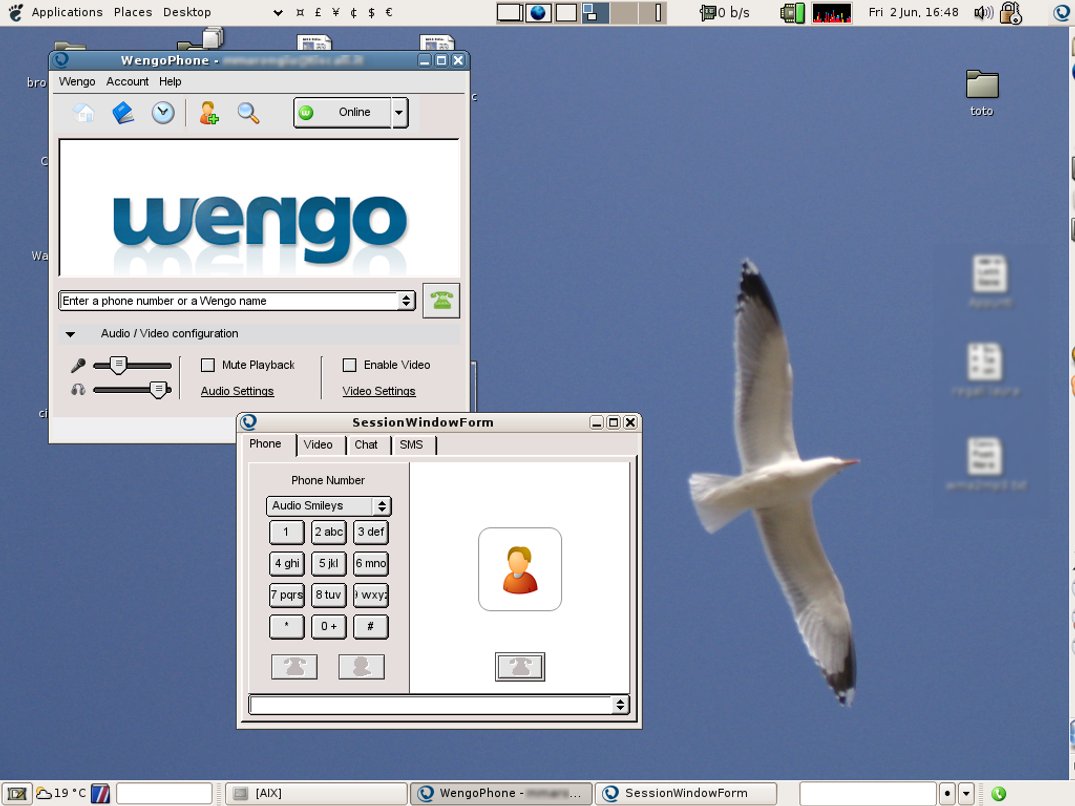 Applications Places Desktop ¤ £ ¥ ¢ $ € 0 b/s Fri 2 Jun, 16:48
WengoPhone -
bro
Wengo Account Help
Online
toto
wengo
Wa
Enter a phone number or a Wengo name
Audio / Video configuration
Mute Playback Enable Video
Audio Settings Video Settings
ci
SessionWindowForm
Phone Video Chat SMS
Phone Number
Audio Smileys
1 2 abc 3 def
4 ghi 5 jkl 6 mno
7 pqrs 8 tuv 9 wxyz
* 0 + #
19 °C [AIX] WengoPhone - ... SessionWindowForm